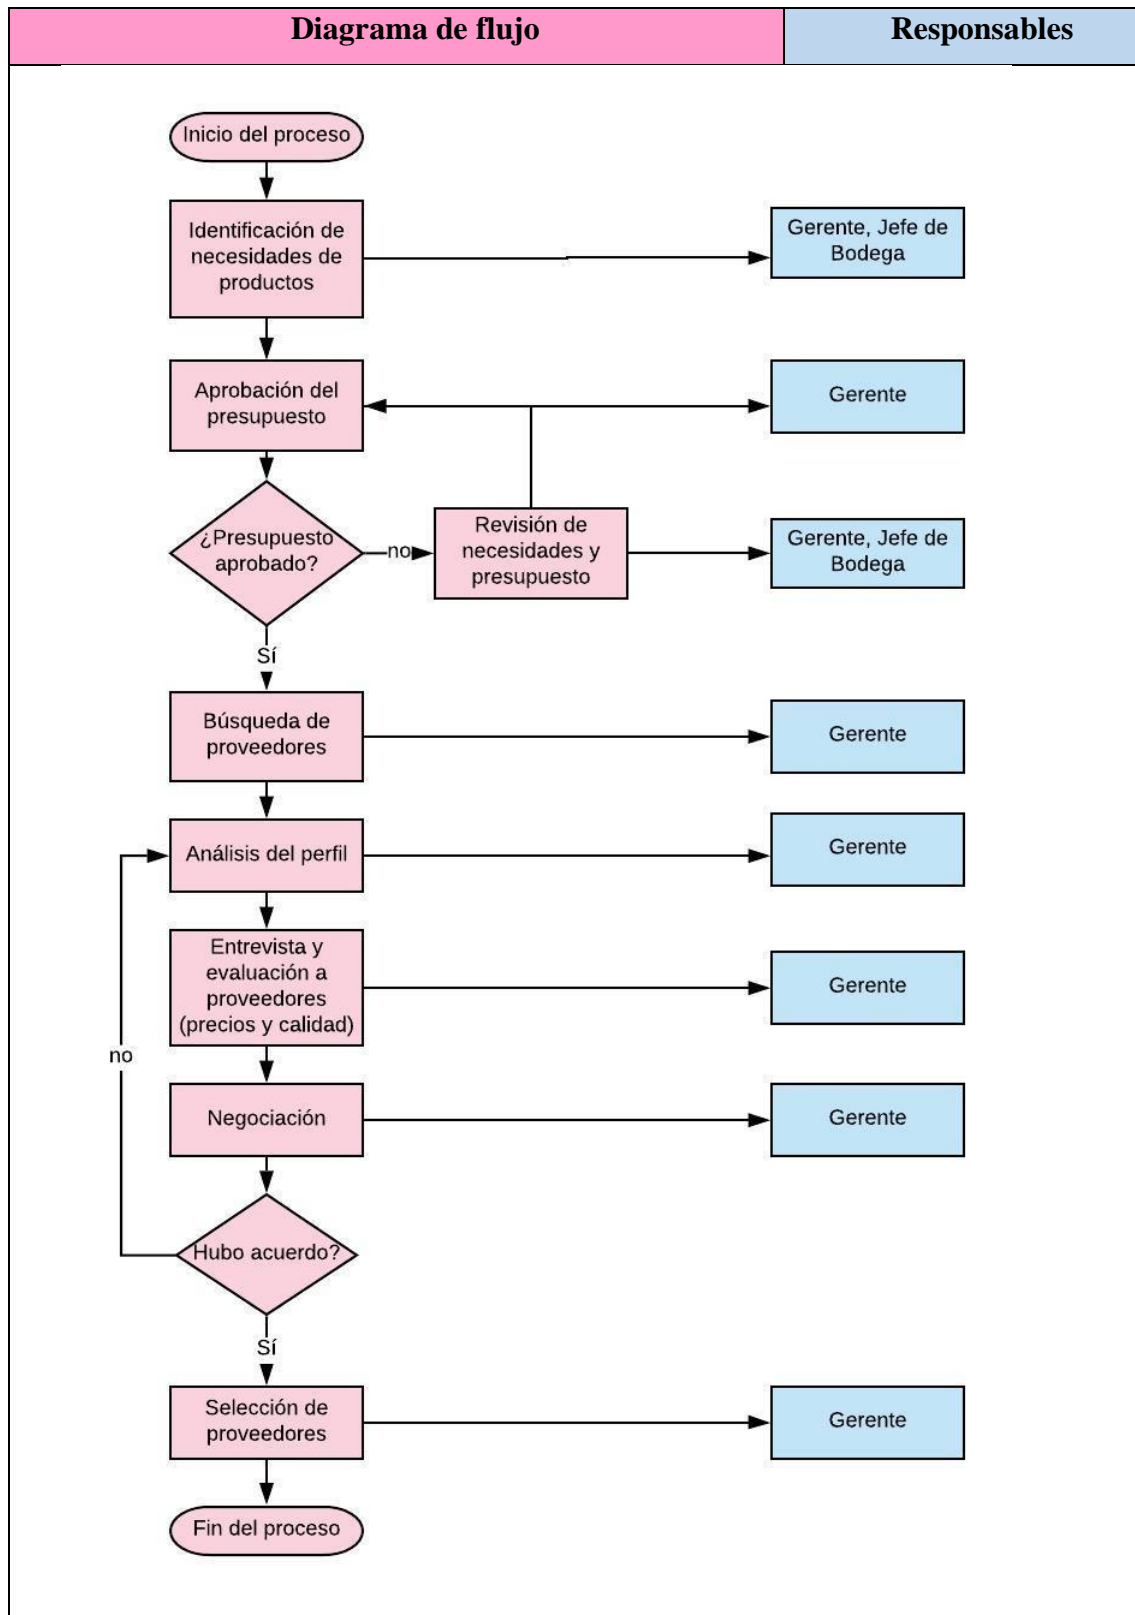 Diagrama de flujo
Responsables
Inicio del proceso
Identificación de
necesidades de
productos
Gerente, Jefe de
Bodega
Aprobación del
presupuesto
Gerente
¿Presupuesto
aprobado?
no
Revisión de
necesidades y
presupuesto
Gerente, Jefe de
Bodega
Sí
Búsqueda de
proveedores
Gerente
Análisis del perfil
Gerente
Entrevista y
evaluación a
proveedores
(precios y calidad)
Gerente
no
Negociación
Gerente
Hubo acuerdo?
Sí
Selección de
proveedores
Gerente
Fin del proceso